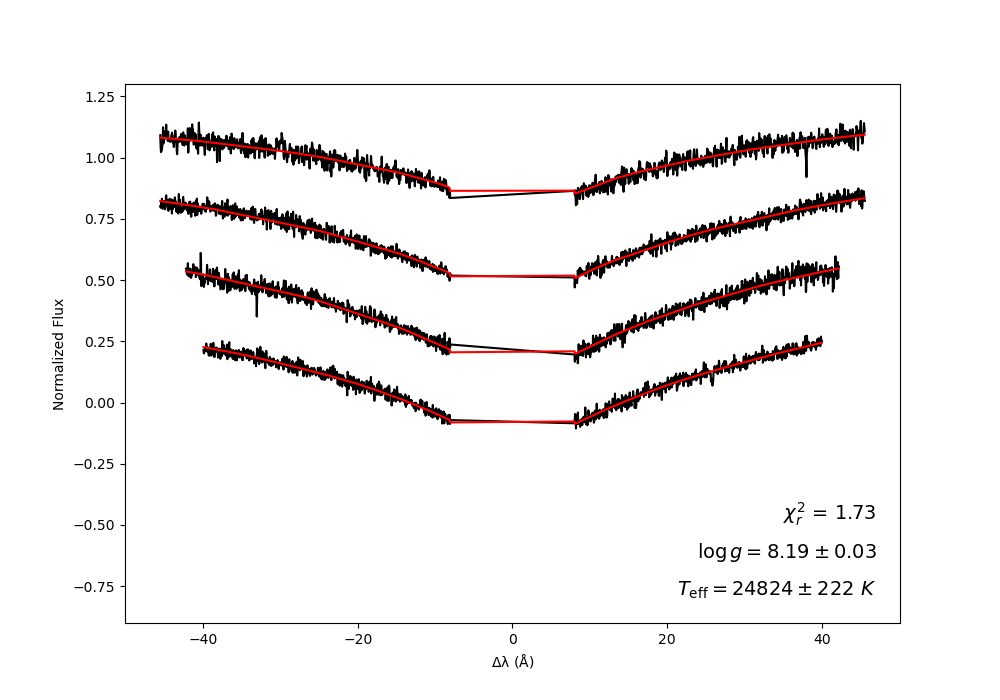 1.25
1.00
0.75
0.50
0.25
0.00
−0.25
−0.50
−0.75
Normalized Flux
χ²ᵣ = 1.73
log g = 8.19 ± 0.03
T_eff = 24824 ± 222 K
−40 −20 0 20 40
Δλ (Å)